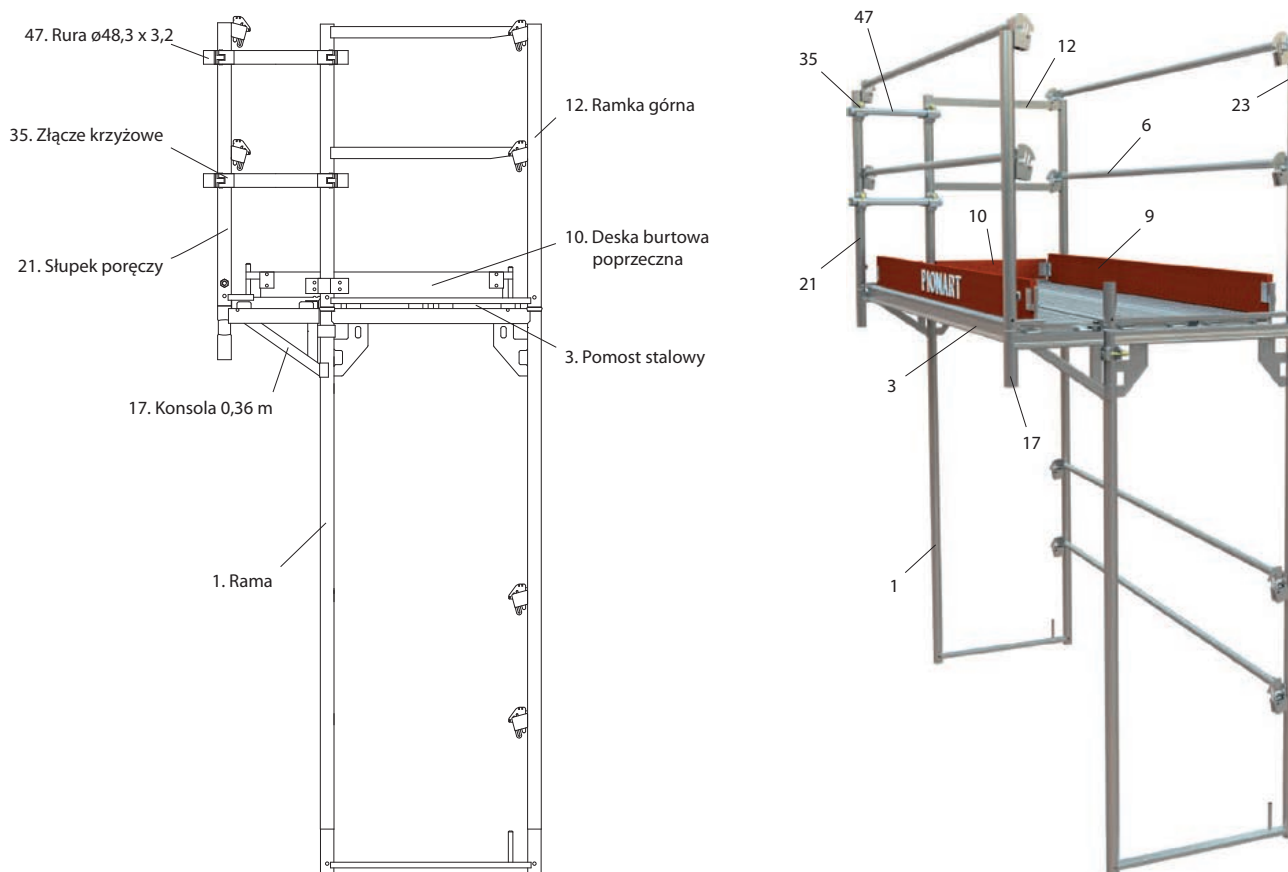 47. Rura ø48,3 x 3,2
35. Złącze krzyżowe
21. Słupek poręczy
17. Konsola 0,36 m
1. Rama
12. Ramka górna
10. Deska burtowa
poprzeczna
3. Pomost stalowy
47
35
12
23
6
10
9
21
PIONART
3
17
1